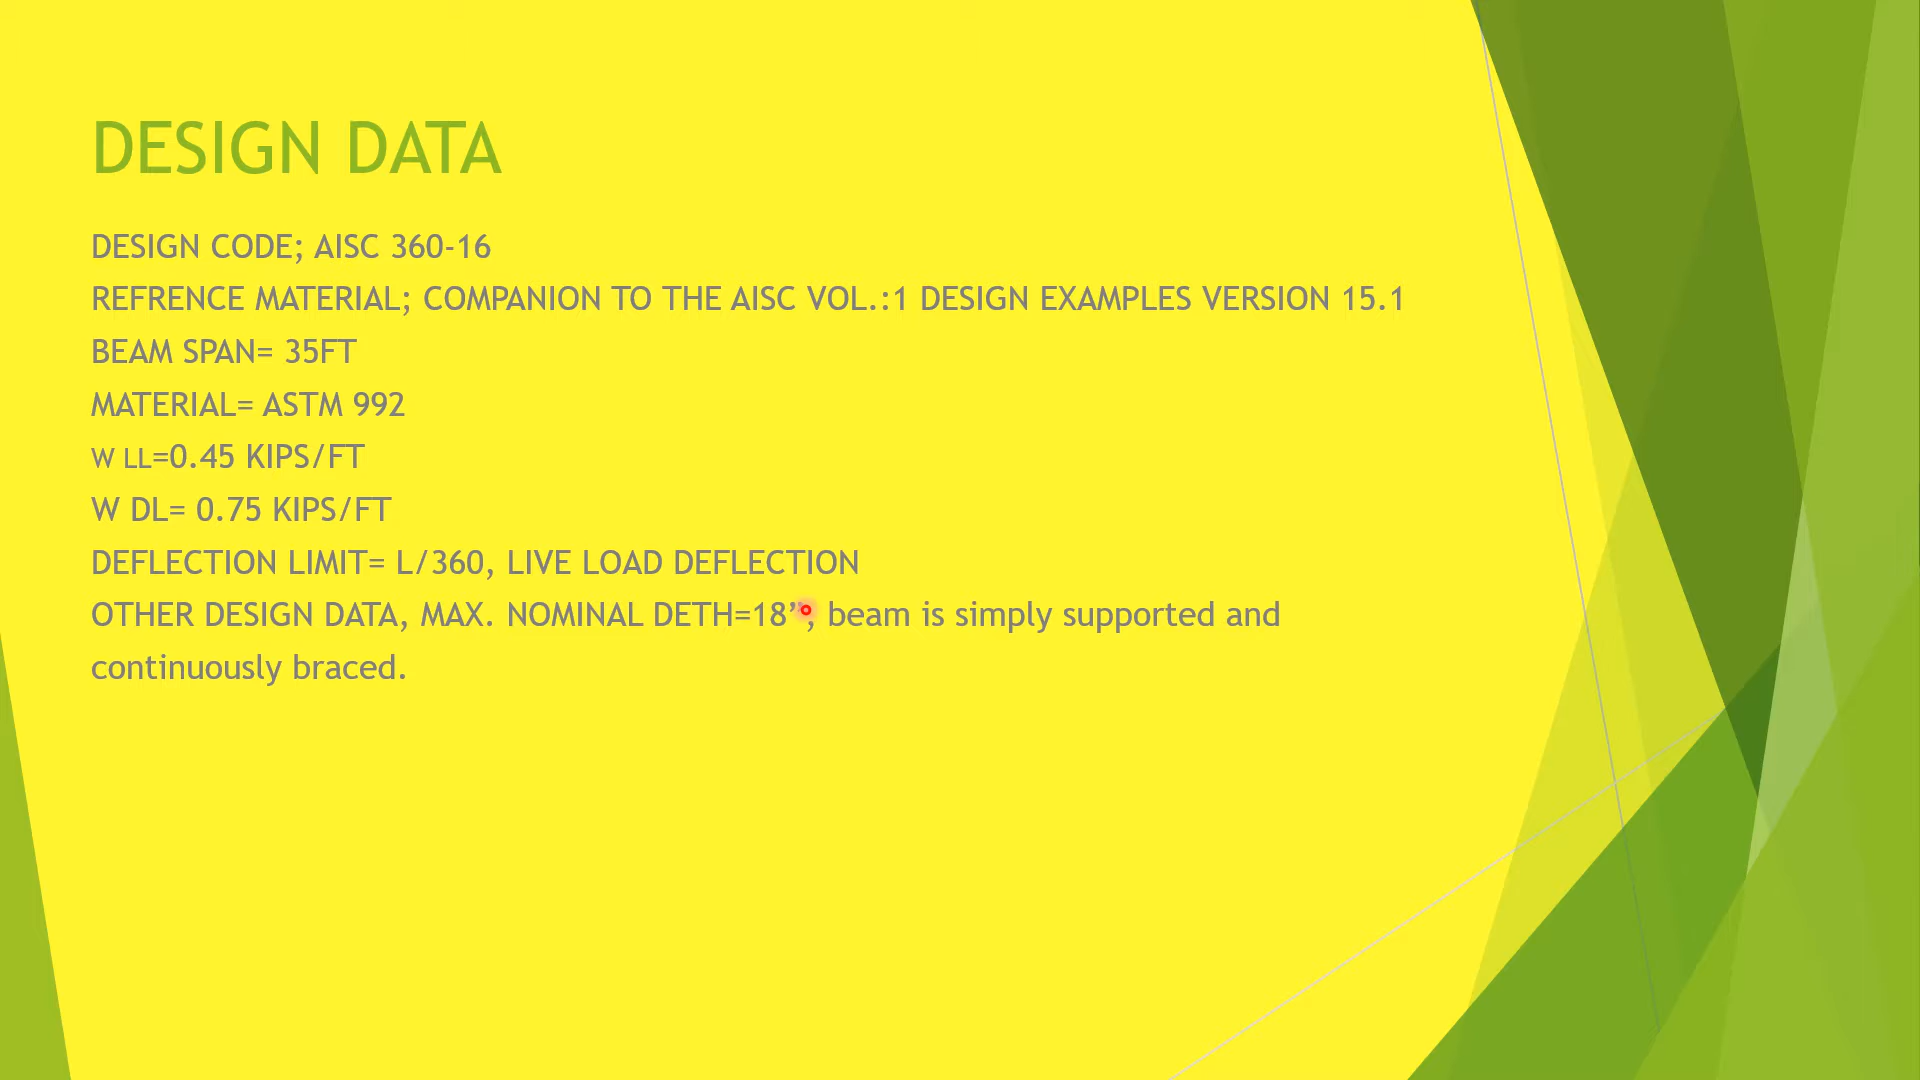 DESIGN DATA
DESIGN CODE; AISC 360-16
REFRENCE MATERIAL; COMPANION TO THE AISC VOL.:1 DESIGN EXAMPLES VERSION 15.1
BEAM SPAN= 35FT
MATERIAL= ASTM 992
W LL=0.45 KIPS/FT
W DL= 0.75 KIPS/FT
DEFLECTION LIMIT= L/360, LIVE LOAD DEFLECTION
OTHER DESIGN DATA, MAX. NOMINAL DETH=18”, beam is simply supported and
continuously braced.